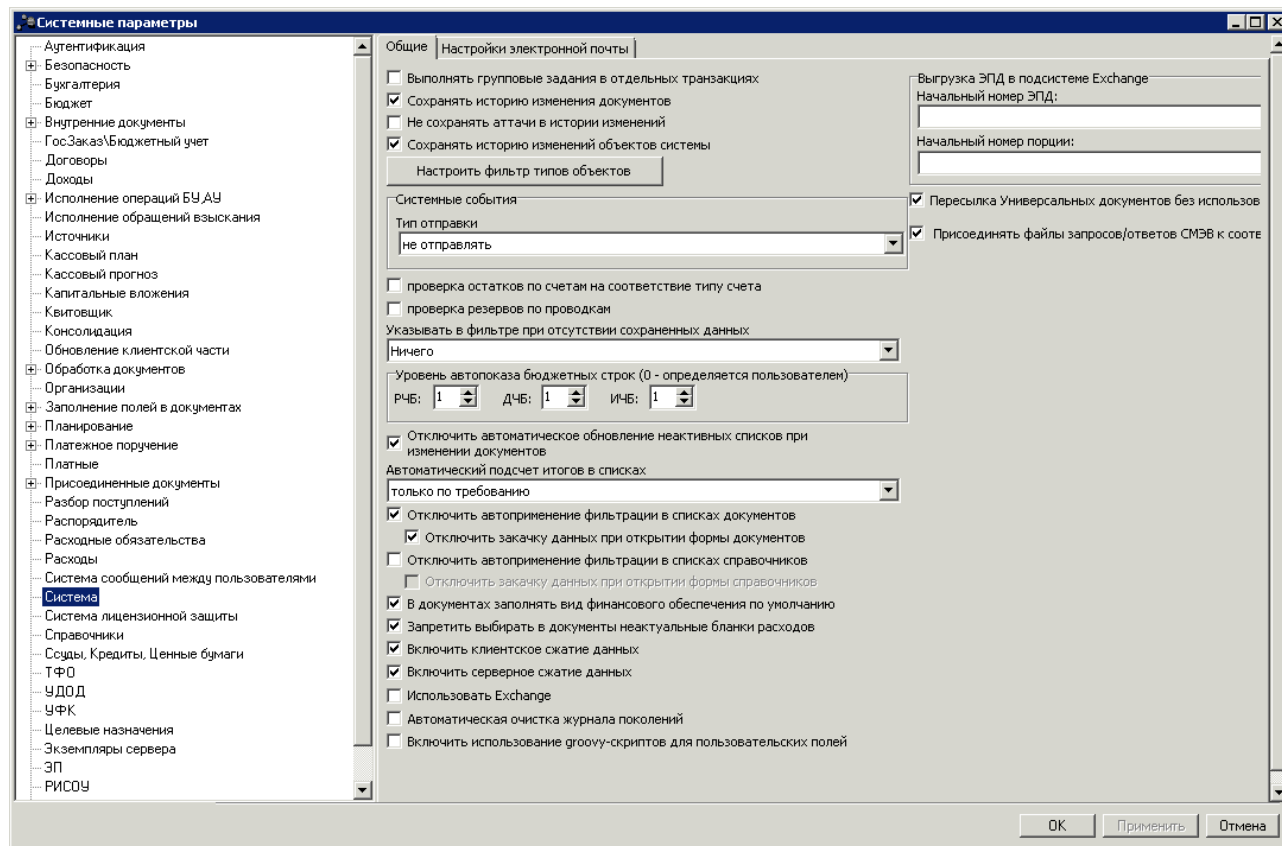 Системные параметры
Аутентификация
Безопасность
Бухгалтерия
Бюджет
Внутренние документы
ГосЗаказ\Бюджетный учет
Договоры
Доходы
Исполнение операций БУ,АУ
Исполнение обращений взыскания
Источники
Кассовый план
Кассовый прогноз
Капитальные вложения
Квитовщик
Консолидация
Обновление клиентской части
Обработка документов
Организации
Заполнение полей в документах
Планирование
Платежное поручение
Платные
Присоединенные документы
Разбор поступлений
Распорядитель
Расходные обязательства
Расходы
Система сообщений между пользователями
Система
Система лицензионной защиты
Справочники
Ссуды, Кредиты, Ценные бумаги
ТФО
УДОД
УФК
Целевые назначения
Экземпляры сервера
ЭП
РИСОУ
Общие
Настройки электронной почты
Выполнять групповые задания в отдельных транзакциях
Сохранять историю изменения документов
Не сохранять аттачи в истории изменений
Сохранять историю изменений объектов системы
Настроить фильтр типов объектов
Системные события
Тип отправки
не отправлять
проверка остатков по счетам на соответствие типу счета
проверка резервов по проводкам
Указывать в фильтре при отсутствии сохраненных данных
Ничего
Уровень автопоказа бюджетных строк (0 - определяется пользователем)
РЧБ: 1 ДЧБ: 1 ИЧБ: 1
Отключить автоматическое обновление неактивных списков при
изменении документов
Автоматический подсчет итогов в списках
только по требованию
Отключить автоприменение фильтрации в списках документов
Отключить закачку данных при открытии формы документов
Отключить автоприменение фильтрации в списках справочников
Отключить закачку данных при открытии формы справочников
В документах заполнять вид финансового обеспечения по умолчанию
Запретить выбирать в документы неактуальные бланки расходов
Включить клиентское сжатие данных
Включить серверное сжатие данных
Использовать Exchange
Автоматическая очистка журнала поколений
Включить использование groovy-скриптов для пользовательских полей
Выгрузка ЭПД в подсистеме Exchange
Начальный номер ЭПД:
Начальный номер порции:
Пересылка Универсальных документов без использов
Присоединять файлы запросов/ответов СМЭВ к соотв
OK
Применить
Отмена